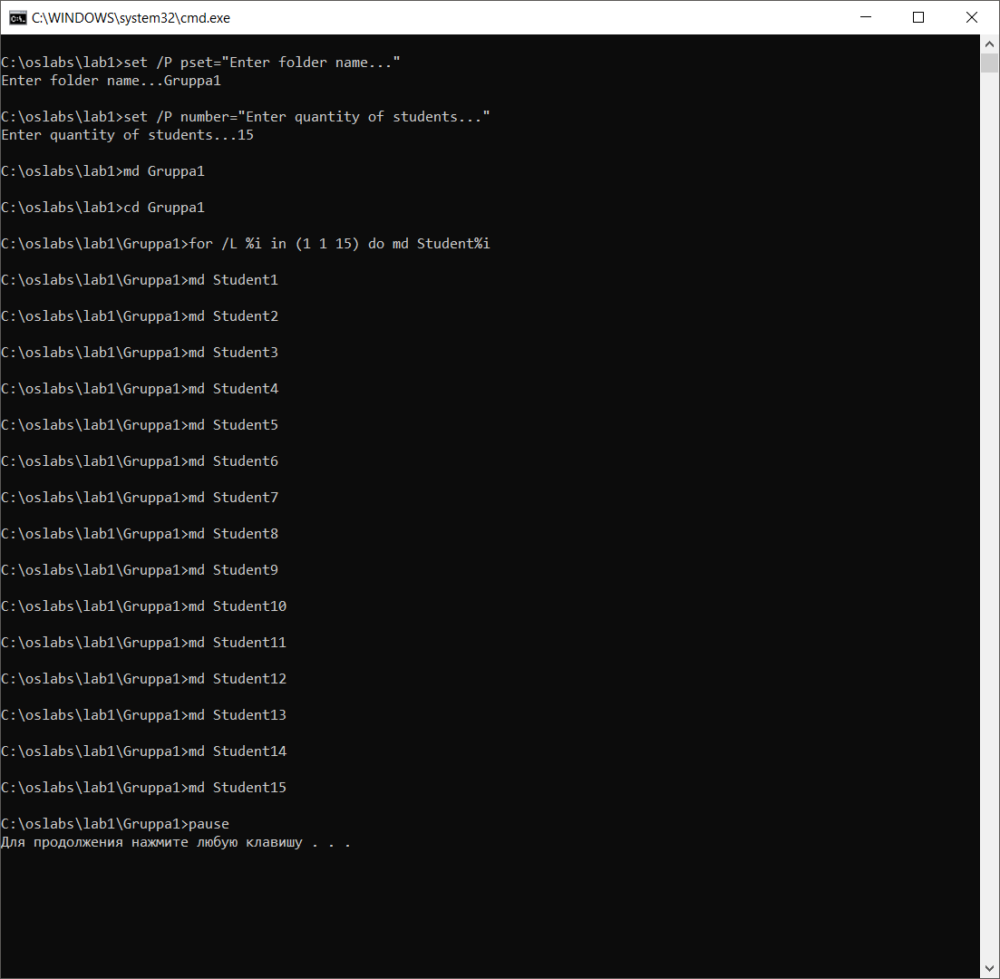 C:\WINDOWS\system32\cmd.exe
C:\oslabs\lab1>set /P pset="Enter folder name..."
Enter folder name...Gruppa1
C:\oslabs\lab1>set /P number="Enter quantity of students..."
Enter quantity of students...15
C:\oslabs\lab1>md Gruppa1
C:\oslabs\lab1>cd Gruppa1
C:\oslabs\lab1\Gruppa1>for /L %i in (1 1 15) do md Student%i
C:\oslabs\lab1\Gruppa1>md Student1
C:\oslabs\lab1\Gruppa1>md Student2
C:\oslabs\lab1\Gruppa1>md Student3
C:\oslabs\lab1\Gruppa1>md Student4
C:\oslabs\lab1\Gruppa1>md Student5
C:\oslabs\lab1\Gruppa1>md Student6
C:\oslabs\lab1\Gruppa1>md Student7
C:\oslabs\lab1\Gruppa1>md Student8
C:\oslabs\lab1\Gruppa1>md Student9
C:\oslabs\lab1\Gruppa1>md Student10
C:\oslabs\lab1\Gruppa1>md Student11
C:\oslabs\lab1\Gruppa1>md Student12
C:\oslabs\lab1\Gruppa1>md Student13
C:\oslabs\lab1\Gruppa1>md Student14
C:\oslabs\lab1\Gruppa1>md Student15
C:\oslabs\lab1\Gruppa1>pause
Для продолжения нажмите любую клавишу . . .